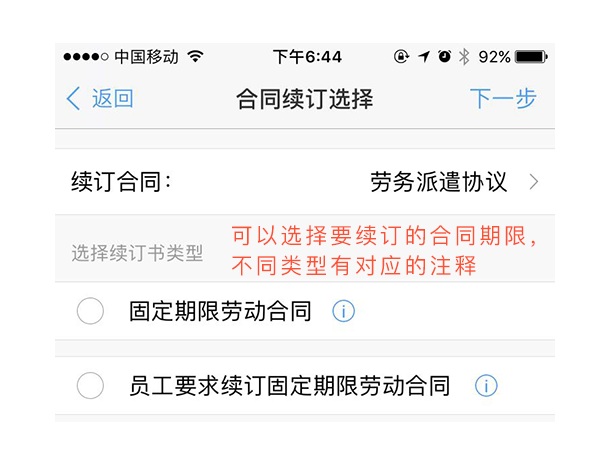 中国移动 下午6:44 92%
返回 合同续订选择 下一步
续订合同： 劳务派遣协议
选择续订书类型
可以选择要续订的合同期限，
不同类型有对应的注释
固定期限劳动合同
员工要求续订固定期限劳动合同